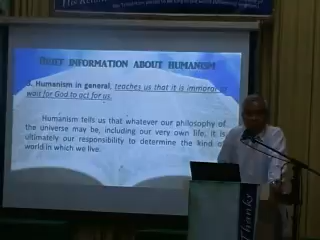 BRIEF INFORMATION ABOUT HUMANISM
1. Humanism in general, teaches us that it is immoral to
wait for God to act for us.
Humanism tells us that whatever our philosophy of
the universe may be, including our very own life, it is
ultimately our responsibility to determine the kind of
world in which we live.
Thanks